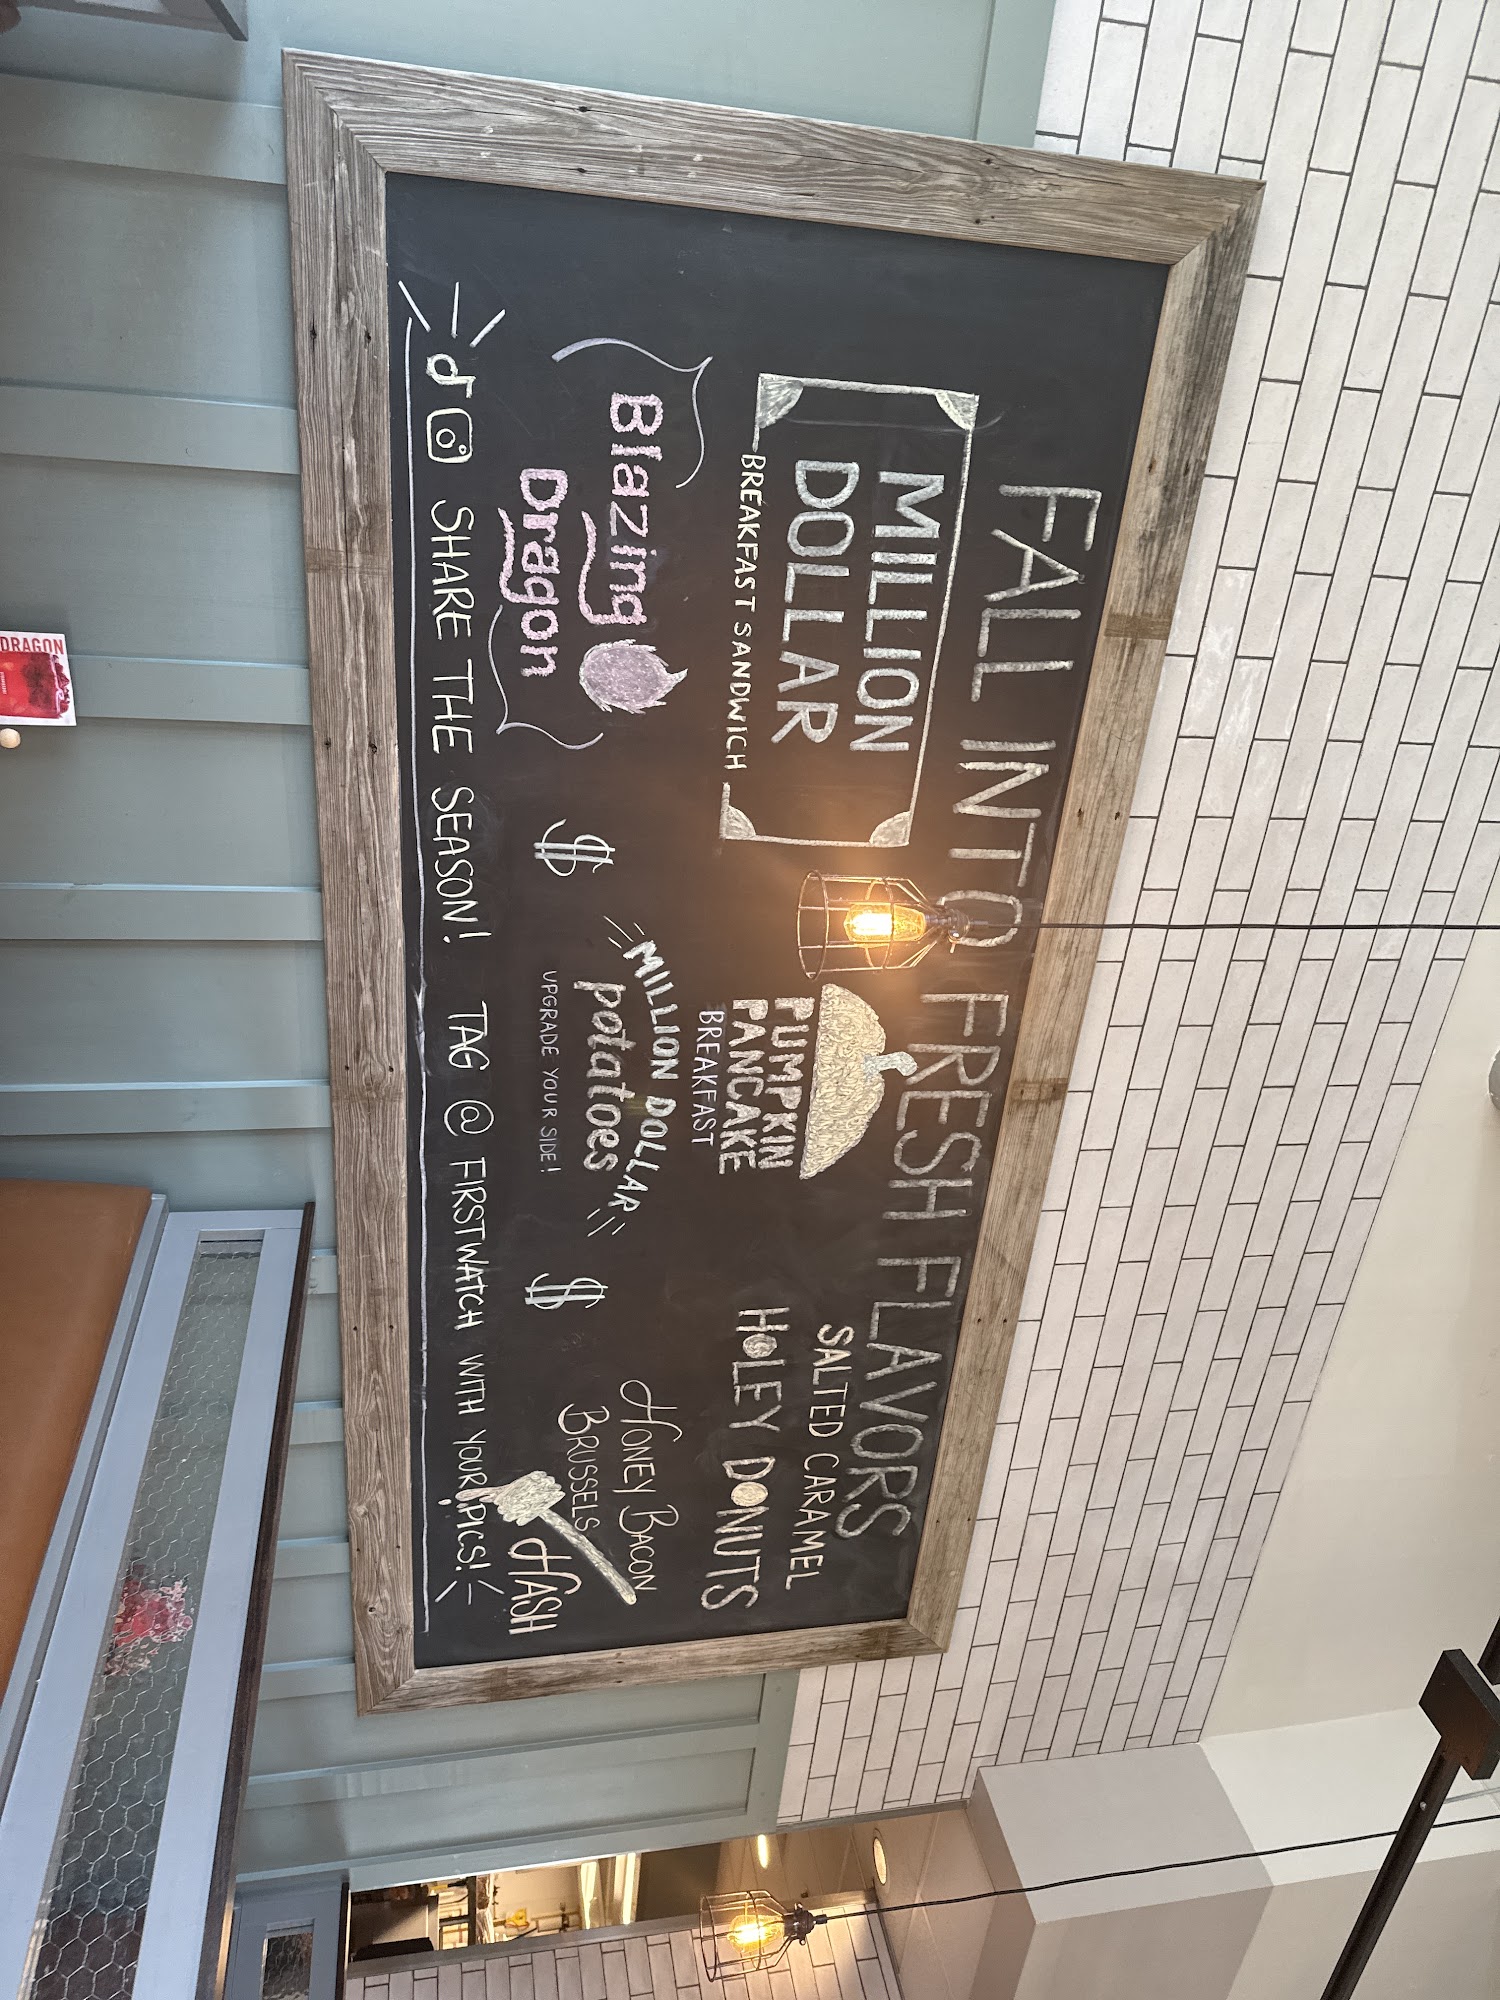 FALL INTO FRESH FLAVORS
MILLION
DOLLAR
BREAKFAST SANDWICH
PUMPKIN
PANCAKE
BREAKFAST
SALTED CARAMEL
HOLEY DONUTS
Blazing
Dragon
$
MILLION DOLLAR
potatoes
UPGRADE YOUR SIDE!
$
HONEY BACON
BRUSSELS
HASH
SHARE THE SEASON! TAG @ FIRSTWATCH WITH YOUR PICS!
DRAGON